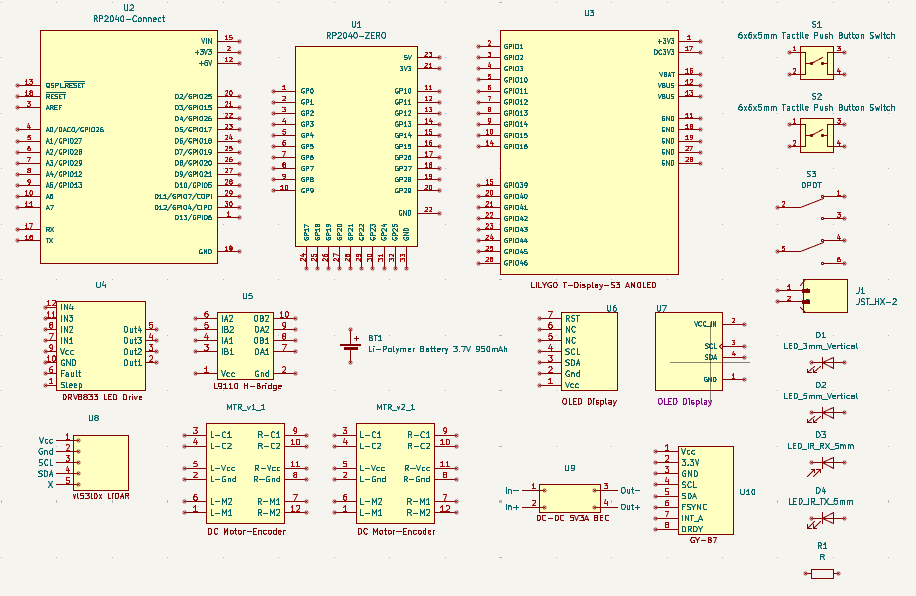 U2
RP2040-Connect
VIN 15
+3V3 2
+5V 12
13 QSPI_RESET
18 RESET
3 AREF
D2/GPIO25 20
D3/GPIO15 21
D4/GPIO26 22
4 A0/DAC0/GPIO26
D5/GPIO17 23
5 A1/GPIO27
D6/GPIO18 24
6 A2/GPIO28
D7/GPIO19 25
7 A3/GPIO29
D8/GPIO20 26
8 A4/GPIO12
D9/GPIO21 27
9 A5/GPIO13
D10/GPIO5 28
10 A6
D11/GPIO7/COPI 29
11 A7
D12/GPIO4/CIPO 30
D13/GPIO6 1
17 RX
16 TX
GND 19
U1
RP2040-ZERO
5V 23
3V3 21
1 GP0
GP10 11
2 GP1
GP11 12
3 GP2
GP12 13
4 GP3
GP13 14
5 GP4
GP14 15
6 GP5
GP15 16
7 GP6
GP26 17
8 GP7
GP27 18
9 GP8
GP28 19
10 GP9
GP29 20
GND 22
GP17 GP18 GP19 GP20 GP21 GP22 GP23 GP24 GP25 GND
24 25 26 27 28 29 30 31 32 33
U3
2 GPIO1
+3V3 1
3 GPIO2
DC3V3 17
4 GPIO3
5 GPIO10
VBAT 16
6 GPIO11
VBUS 12
7 GPIO12
VBUS 13
8 GPIO13
9 GPIO14
GND 11
10 GPIO15
GND 18
14 GPIO16
GND 19
GND 27
GND 28
15 GPIO39
20 GPIO40
21 GPIO41
22 GPIO42
23 GPIO43
24 GPIO44
25 GPIO45
26 GPIO46
LILYGO T-Display-S3 AMOLED
S1
6x6x5mm Tactile Push Button Switch
1 3
2 4
S2
6x6x5mm Tactile Push Button Switch
1 3
2 4
S3
DPDT
1
2
3
4
5
6
J1
JST_HX-2
1
2
U4
12 IN4
11 IN3
8 IN2
7 IN1
9 Vcc
10 GND
6 Fault
1 Sleep
Out4 5
Out3 4
Out2 3
Out1 2
DRV8833 LED Drive
U5
6 IA2
5 IB2
4 IA1
3 IB1
1 Vcc
OB2 10
OA2 9
OB1 8
OA1 7
Gnd 2
L9110 H-Bridge
BT1
Li-Polymer Battery 3.7V 950mAh
+
U6
7 RST
6 NC
5 NC
4 SCL
3 SDA
2 Gnd
1 Vcc
OLED Display
U7
VCC_IN 2
SCL 3
SDA 4
GND 1
OLED Display
D1
LED_3mm_Vertical
D2
LED_5mm_Vertical
D3
LED_IR_RX_5mm
D4
LED_IR_TX_5mm
R1
R
U8
Vcc 1
Gnd 2
SCL 3
SDA 4
X 5
vl53l0x LIDAR
MTR_v1_1
3 L-C1 R-C1 9
4 L-C2 R-C2 10
5 L-Vcc R-Vcc 11
2 L-Gnd R-Gnd 8
6 L-M2 R-M1 7
1 L-M1 R-M2 12
DC Motor-Encoder
MTR_v2_1
3 L-C1 R-C1 9
4 L-C2 R-C2 10
5 L-Vcc R-Vcc 11
2 L-Gnd R-Gnd 8
6 L-M2 R-M1 7
1 L-M1 R-M2 12
DC Motor-Encoder
U9
In- 1 3 Out-
In+ 2 4 Out+
DC-DC 5V3A BEC
U10
1 Vcc
2 3.3V
3 GND
4 SCL
5 SDA
6 FSYNC
7 INT_A
8 DRDY
GY-87